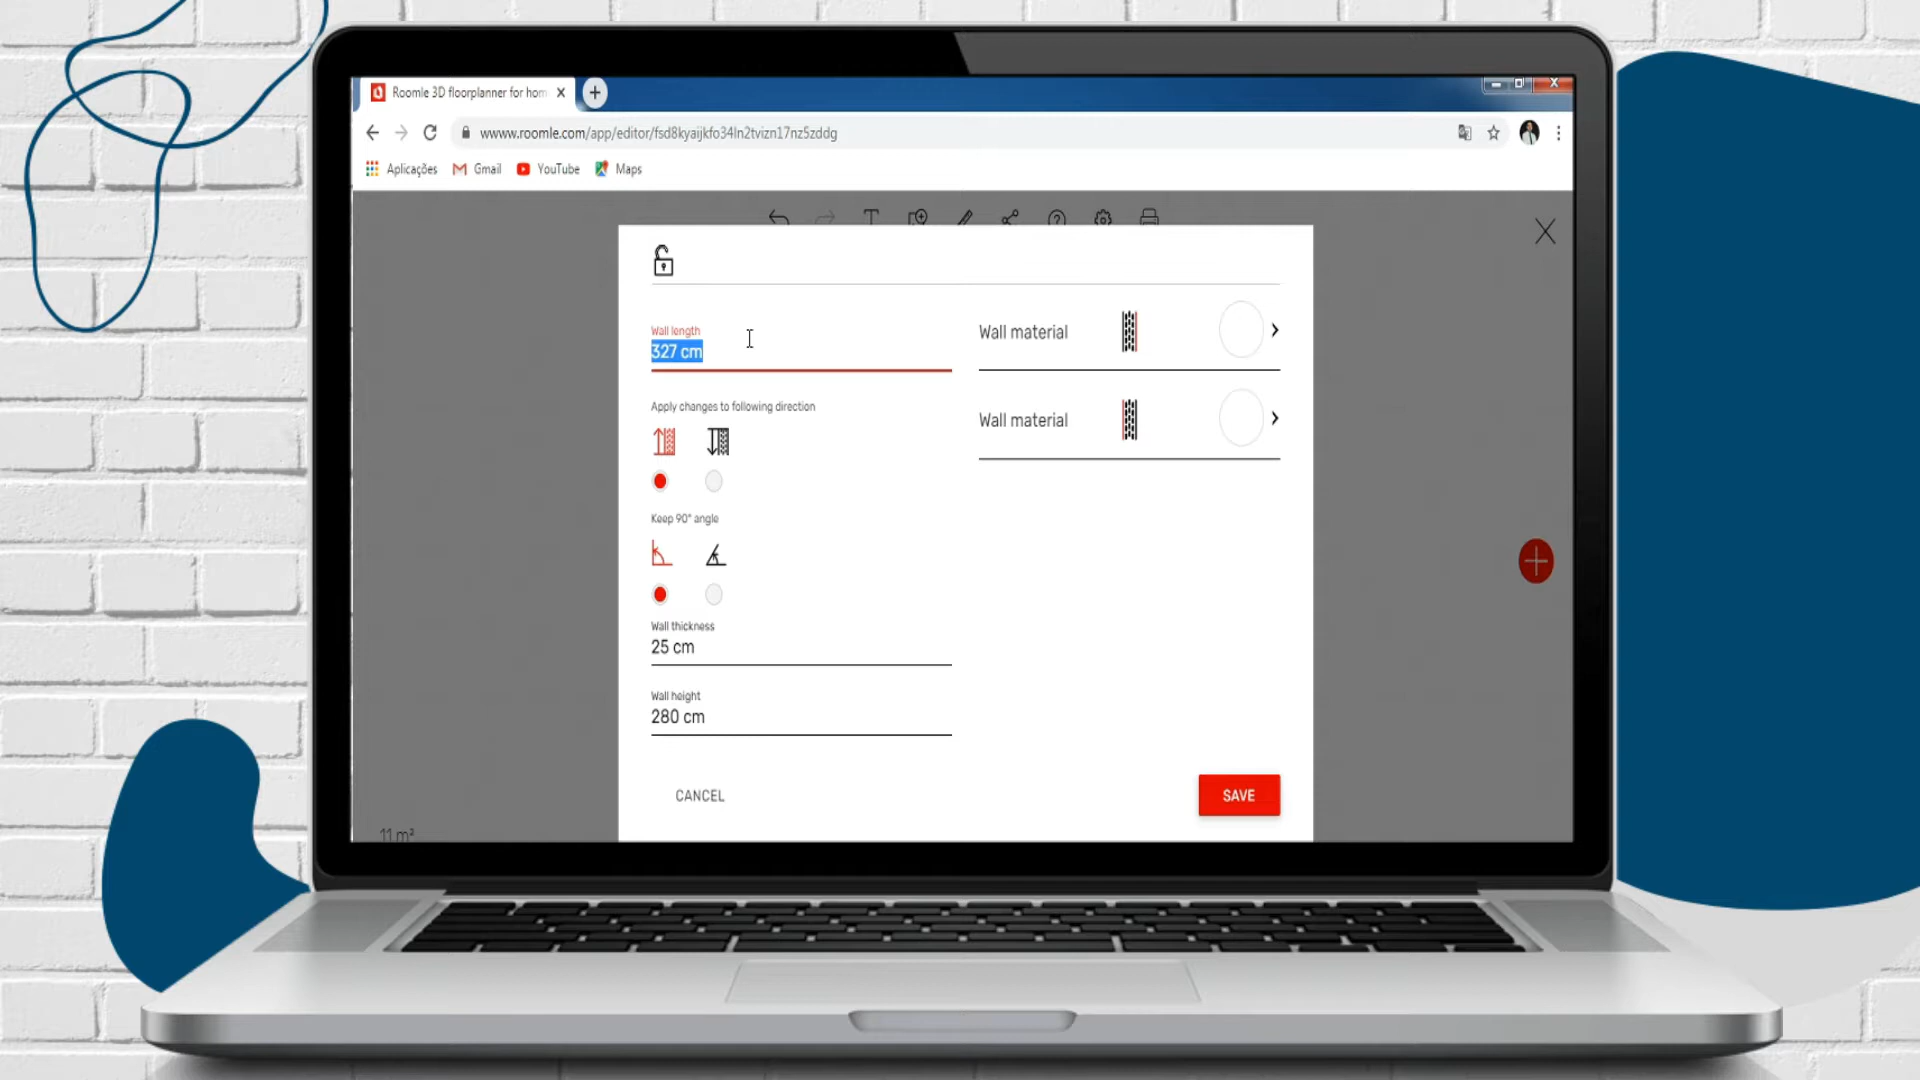 Roomle 3D floorplanner for hom
wwww.roomle.com/app/editor/fsd8kyaijkfo34ln2tvizn17nz5zddg
Aplicações Gmail YouTube Maps
Wall length
327 cm
Wall material
Apply changes to following direction
Wall material
Keep 90° angle
Wall thickness
25 cm
Wall height
280 cm
CANCEL
SAVE
11 m²